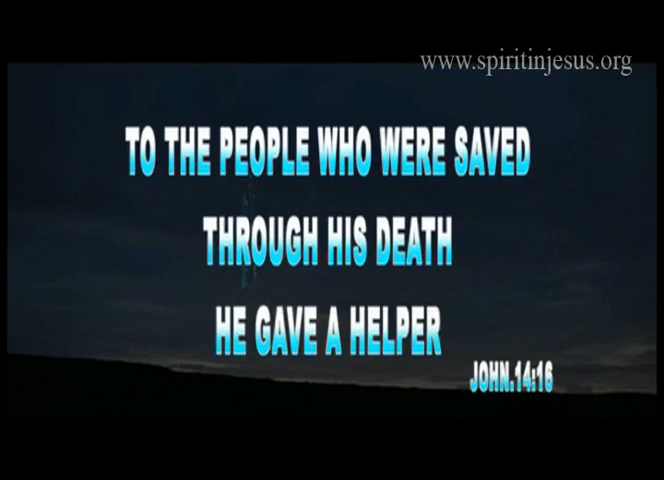 www.spiritinjesus.org
TO THE PEOPLE WHO WERE SAVED
THROUGH HIS DEATH
HE GAVE A HELPER
JOHN.14:16